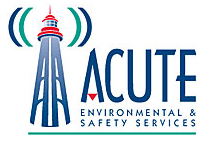 ACUTE
ENVIRONMENTAL &
SAFETY SERVICES